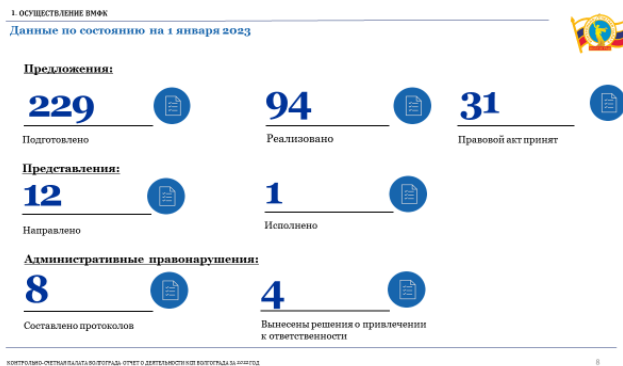 1. ОСУЩЕСТВЛЕНИЕ ВМФК
Данные по состоянию на 1 января 2023
Предложения:
229 94 31
Подготовлено Реализовано Правовой акт принят
Представления:
12 1
Направлено Исполнено
Административные правонарушения:
8 4
Составлено протоколов Вынесены решения о привлечении
к ответственности
КОНТРОЛЬНО-СЧЕТНАЯ ПАЛАТА ВОЛГОГРАДА ОТЧЕТ О ДЕЯТЕЛЬНОСТИ КСП ВОЛГОГРАДА ЗА 2022 ГОД 8